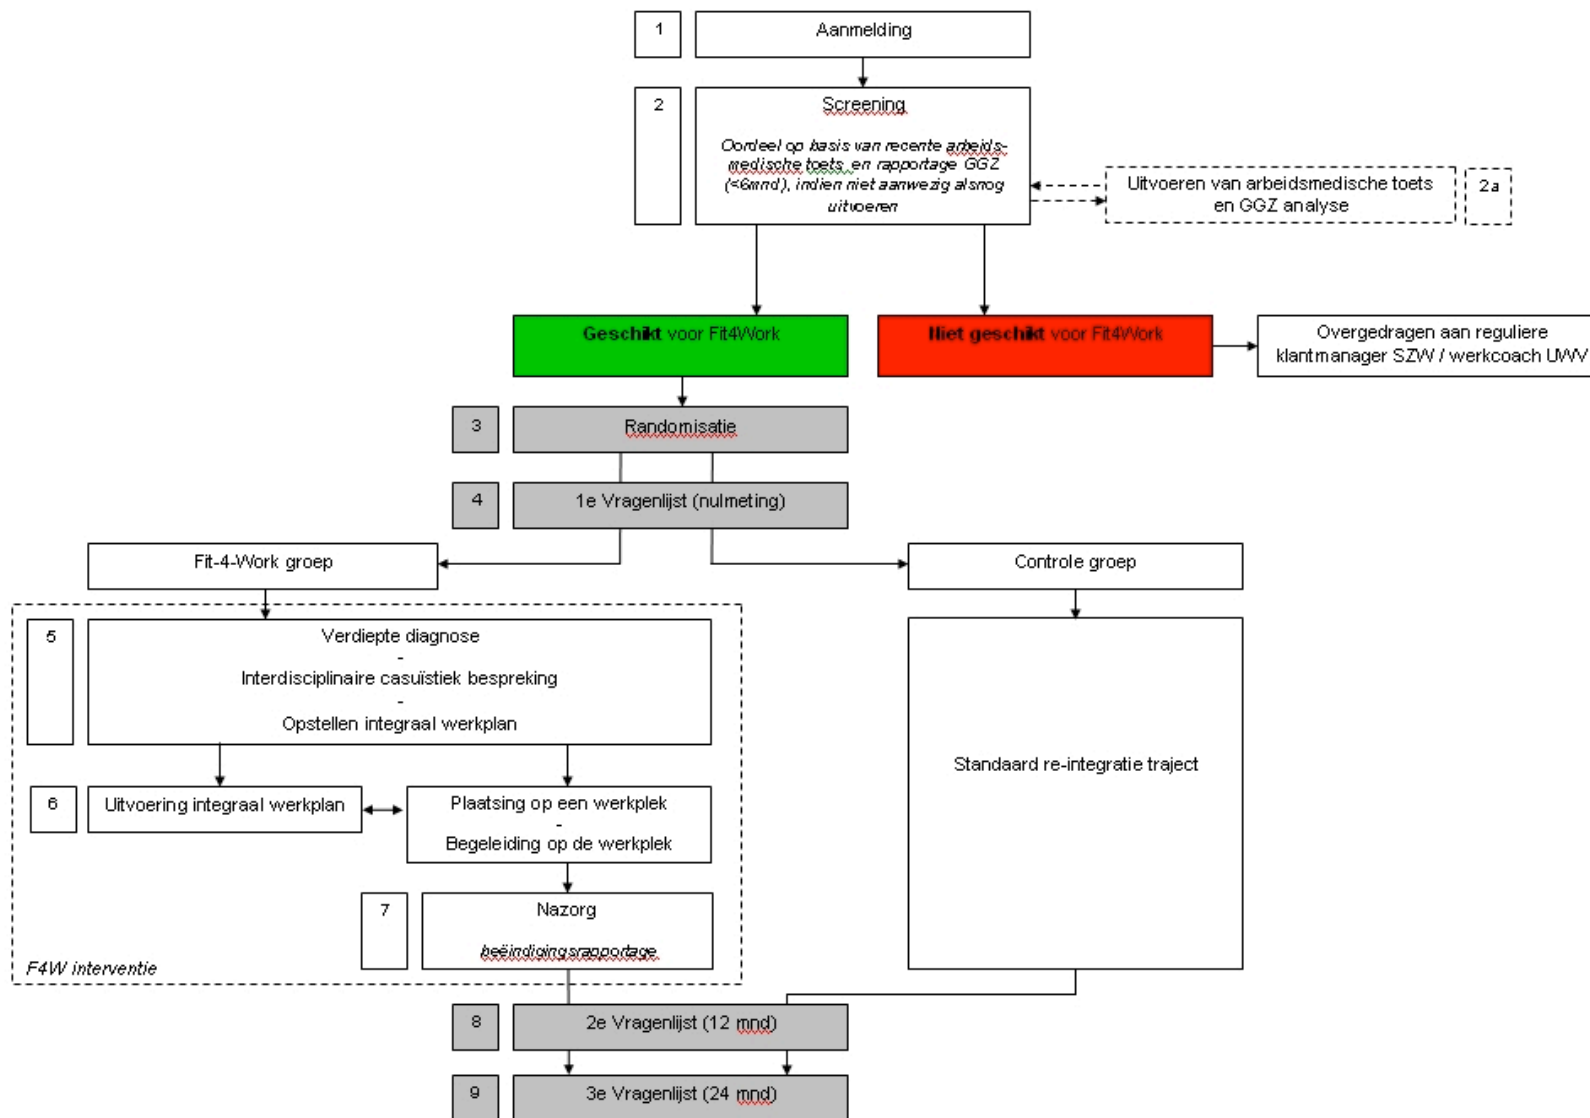 1
Aanmelding
2
Screening
Oordeel op basis van recente arbeids-
medische toets en rapportage GGZ
(<6mnd), indien niet aanwezig alsnog
uitvoeren
Uitvoeren van arbeidsmedische toets
en GGZ analyse
2a
Geschikt voor Fit4Work
Niet geschikt voor Fit4Work
Overgedragen aan reguliere
klantmanager SZW / werkcoach UWV
3
Randomisatie
4
1e Vragenlijst (nulmeting)
Fit-4-Work groep
Controle groep
5
Verdiepte diagnose
-
Interdisciplinaire casuïstiek bespreking
-
Opstellen integraal werkplan
Standaard re-integratie traject
6
Uitvoering integraal werkplan
Plaatsing op een werkplek
-
Begeleiding op de werkplek
7
Nazorg
beëindigingsrapportage
F4W interventie
8
2e Vragenlijst (12 mnd)
9
3e Vragenlijst (24 mnd)